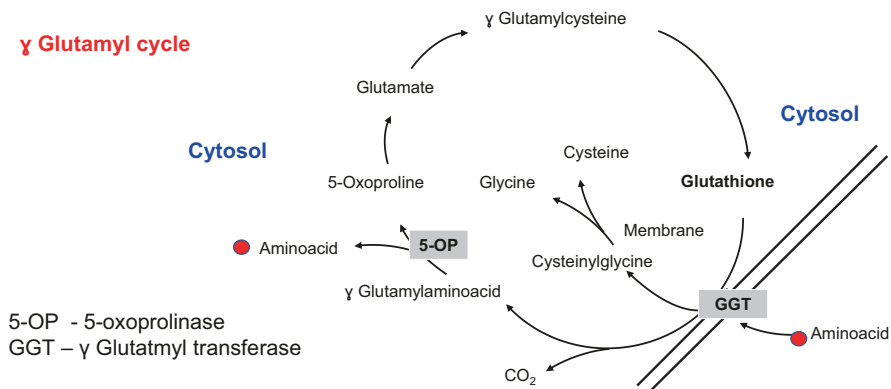 ɣ Glutamylcysteine
ɣ Glutamyl cycle
Glutamate
Cytosol
Cytosol
Cysteine
5-Oxoproline
Glycine
Glutathione
Membrane
Aminoacid
5-OP
Cysteinylglycine
ɣ Glutamylaminoacid
GGT
Aminoacid
5-OP - 5-oxoprolinase
GGT – γ Glutatmyl transferase
CO₂